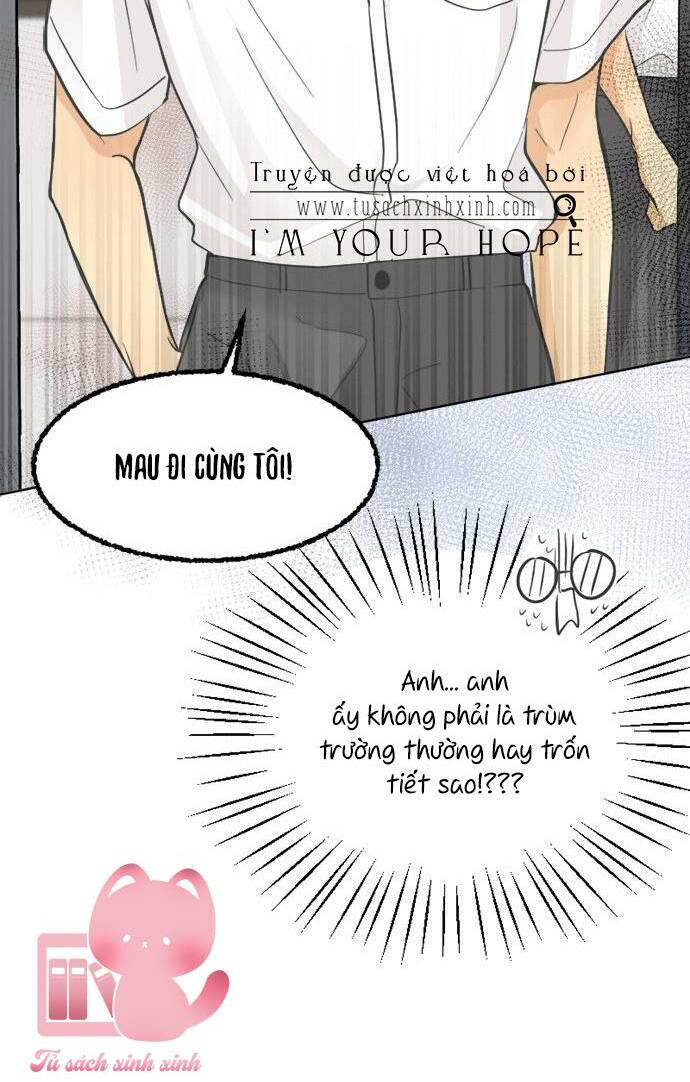 Truyện được việt hoá bởi
www.tusachxinhxinh.com
I'M YOUR HOPE
MAU ĐI CÙNG TÔI!
Anh... anh
ấy không phải là trùm
trường thường hay trốn
tiết sao!???
Tủ sách xinh xinh